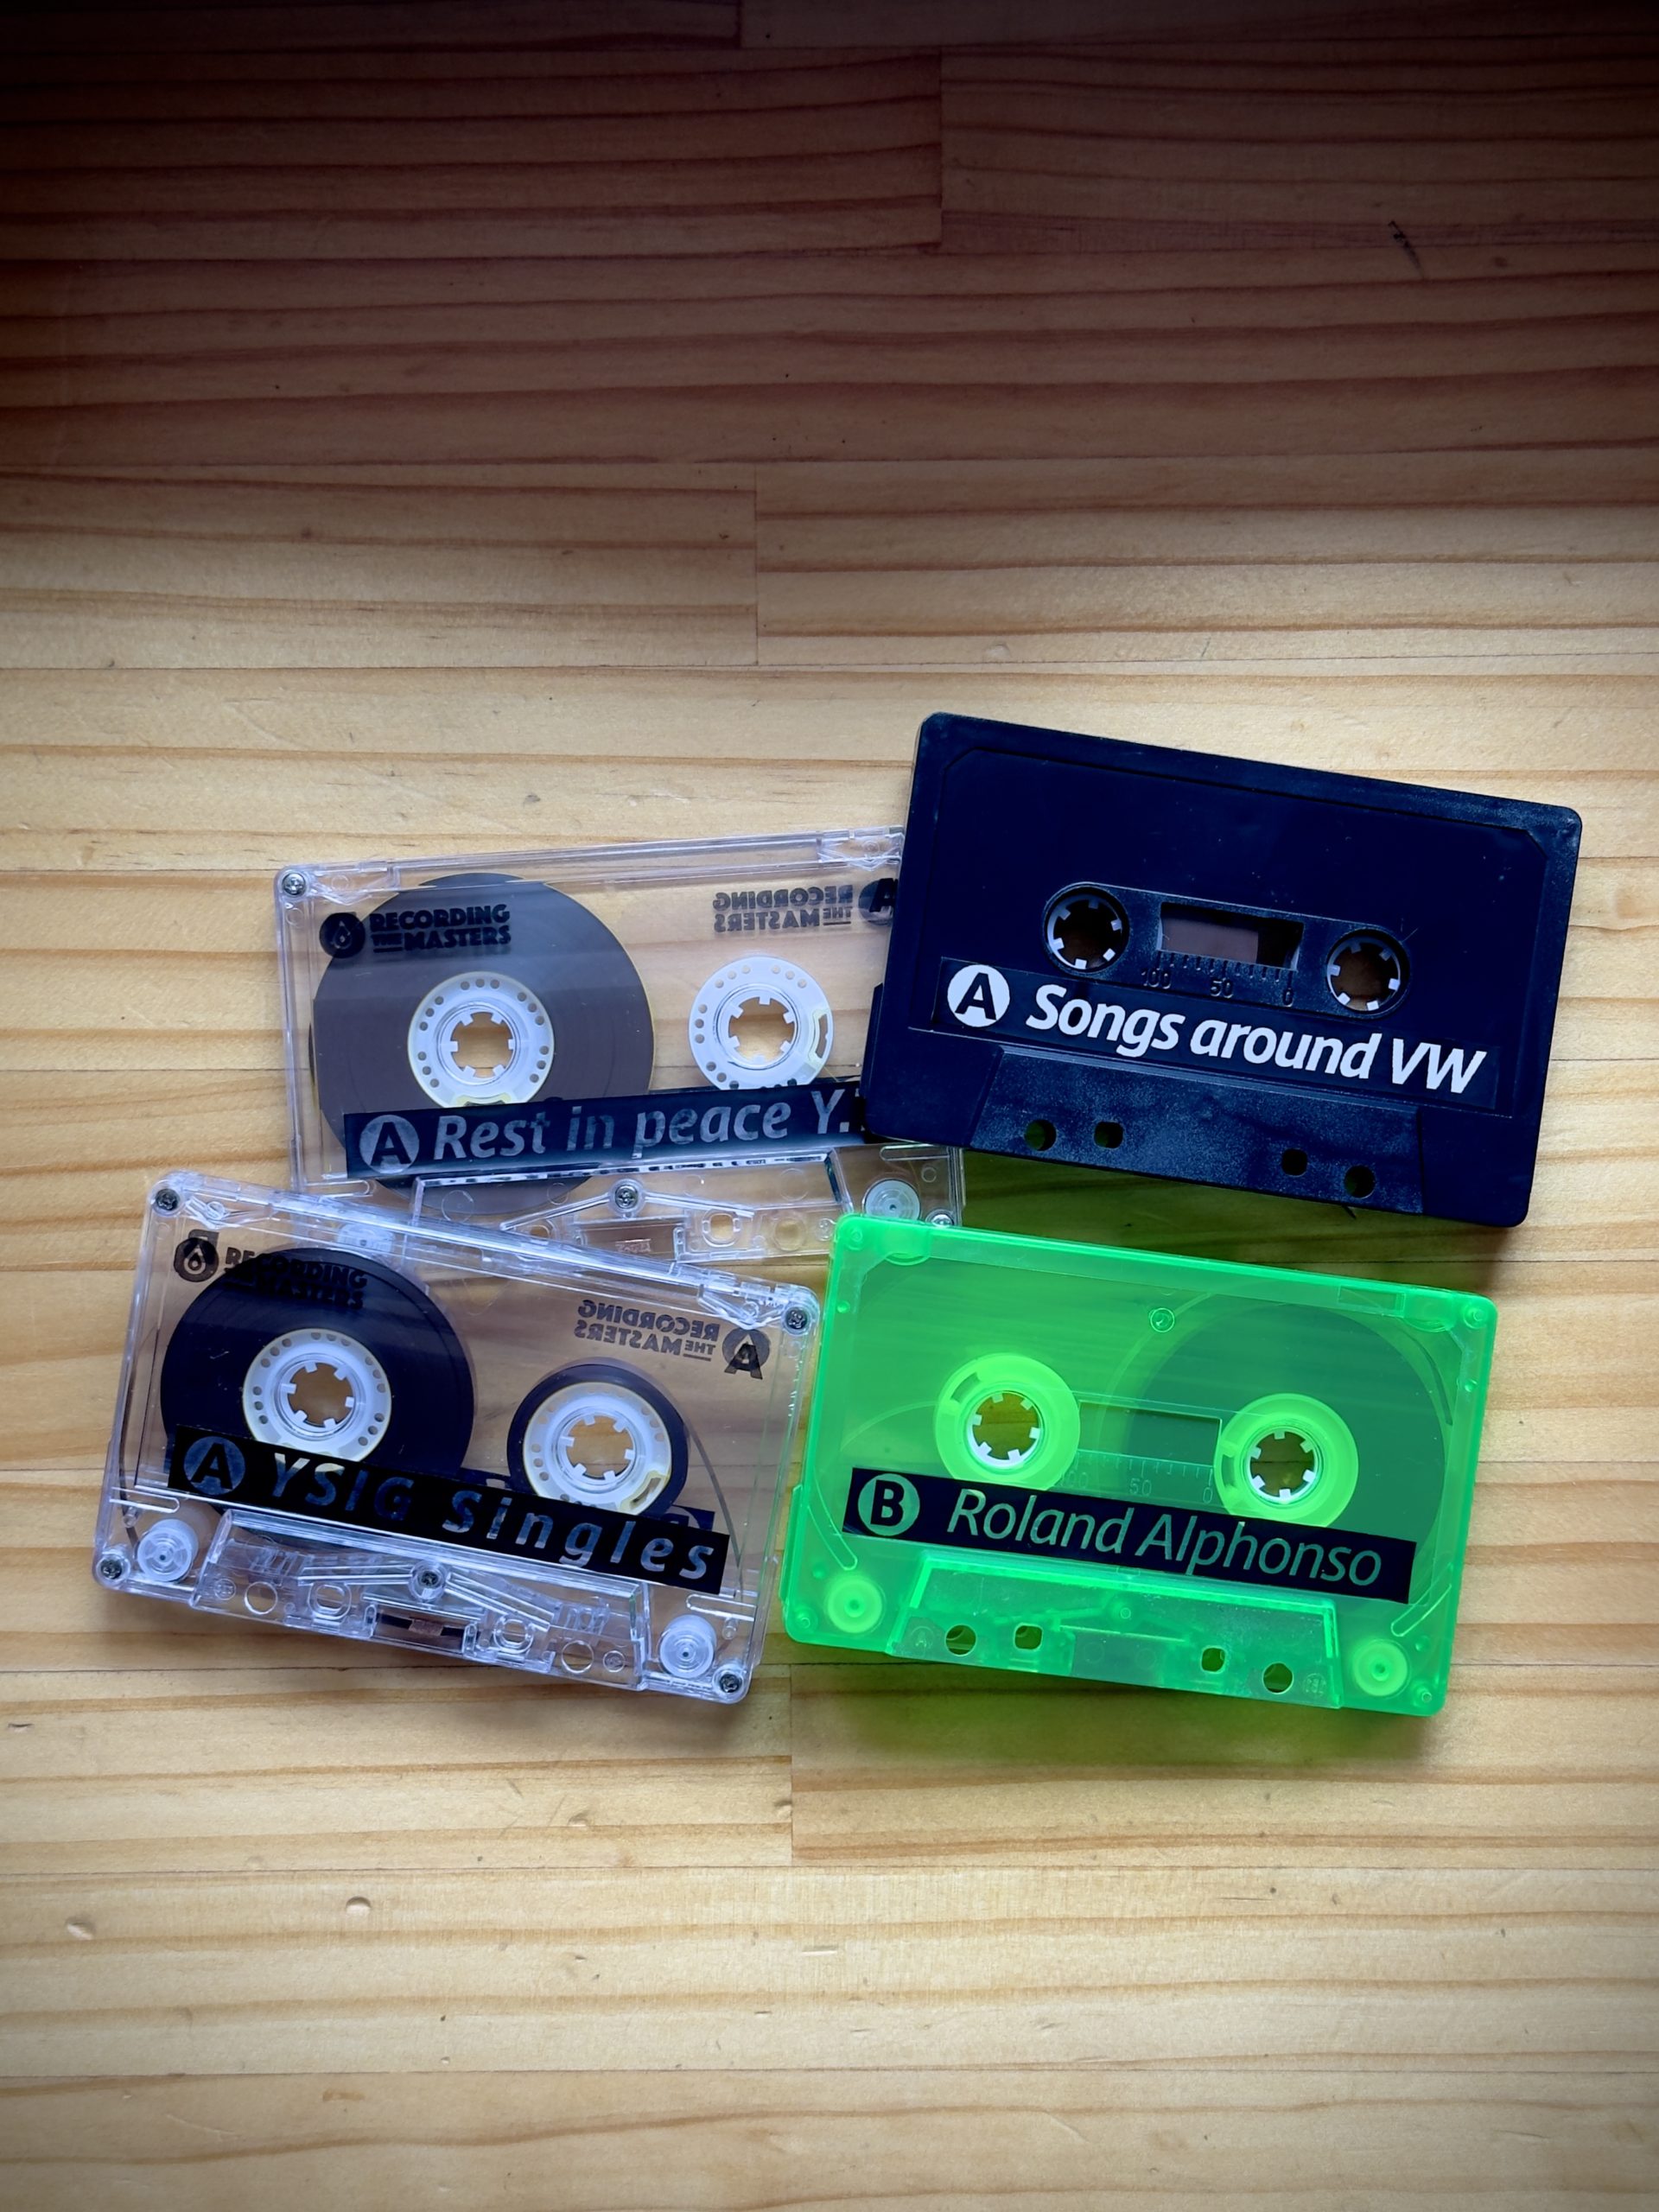 RECORDING
THE MASTERS
RECORDING
THE MASTERS
A
A Rest in peace Y.
A Songs around VW
100 50 0
RECORDING
THE MASTERS
RECORDING
THE MASTERS
A
A YSIG Singles
B Roland Alphonso
50 0